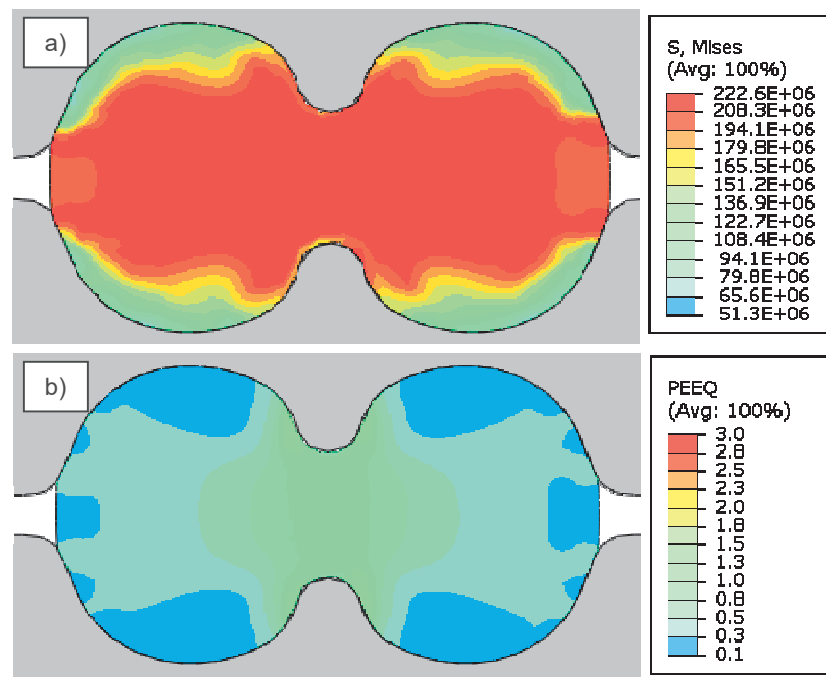 a)
S, Mises
(Avg: 100%)
222.6E+06
208.3E+06
194.1E+06
179.8E+06
165.5E+06
151.2E+06
136.9E+06
122.7E+06
108.4E+06
94.1E+06
79.8E+06
65.6E+06
51.3E+06
b)
PEEQ
(Avg: 100%)
3.0
2.8
2.5
2.3
2.0
1.8
1.5
1.3
1.0
0.8
0.5
0.3
0.1